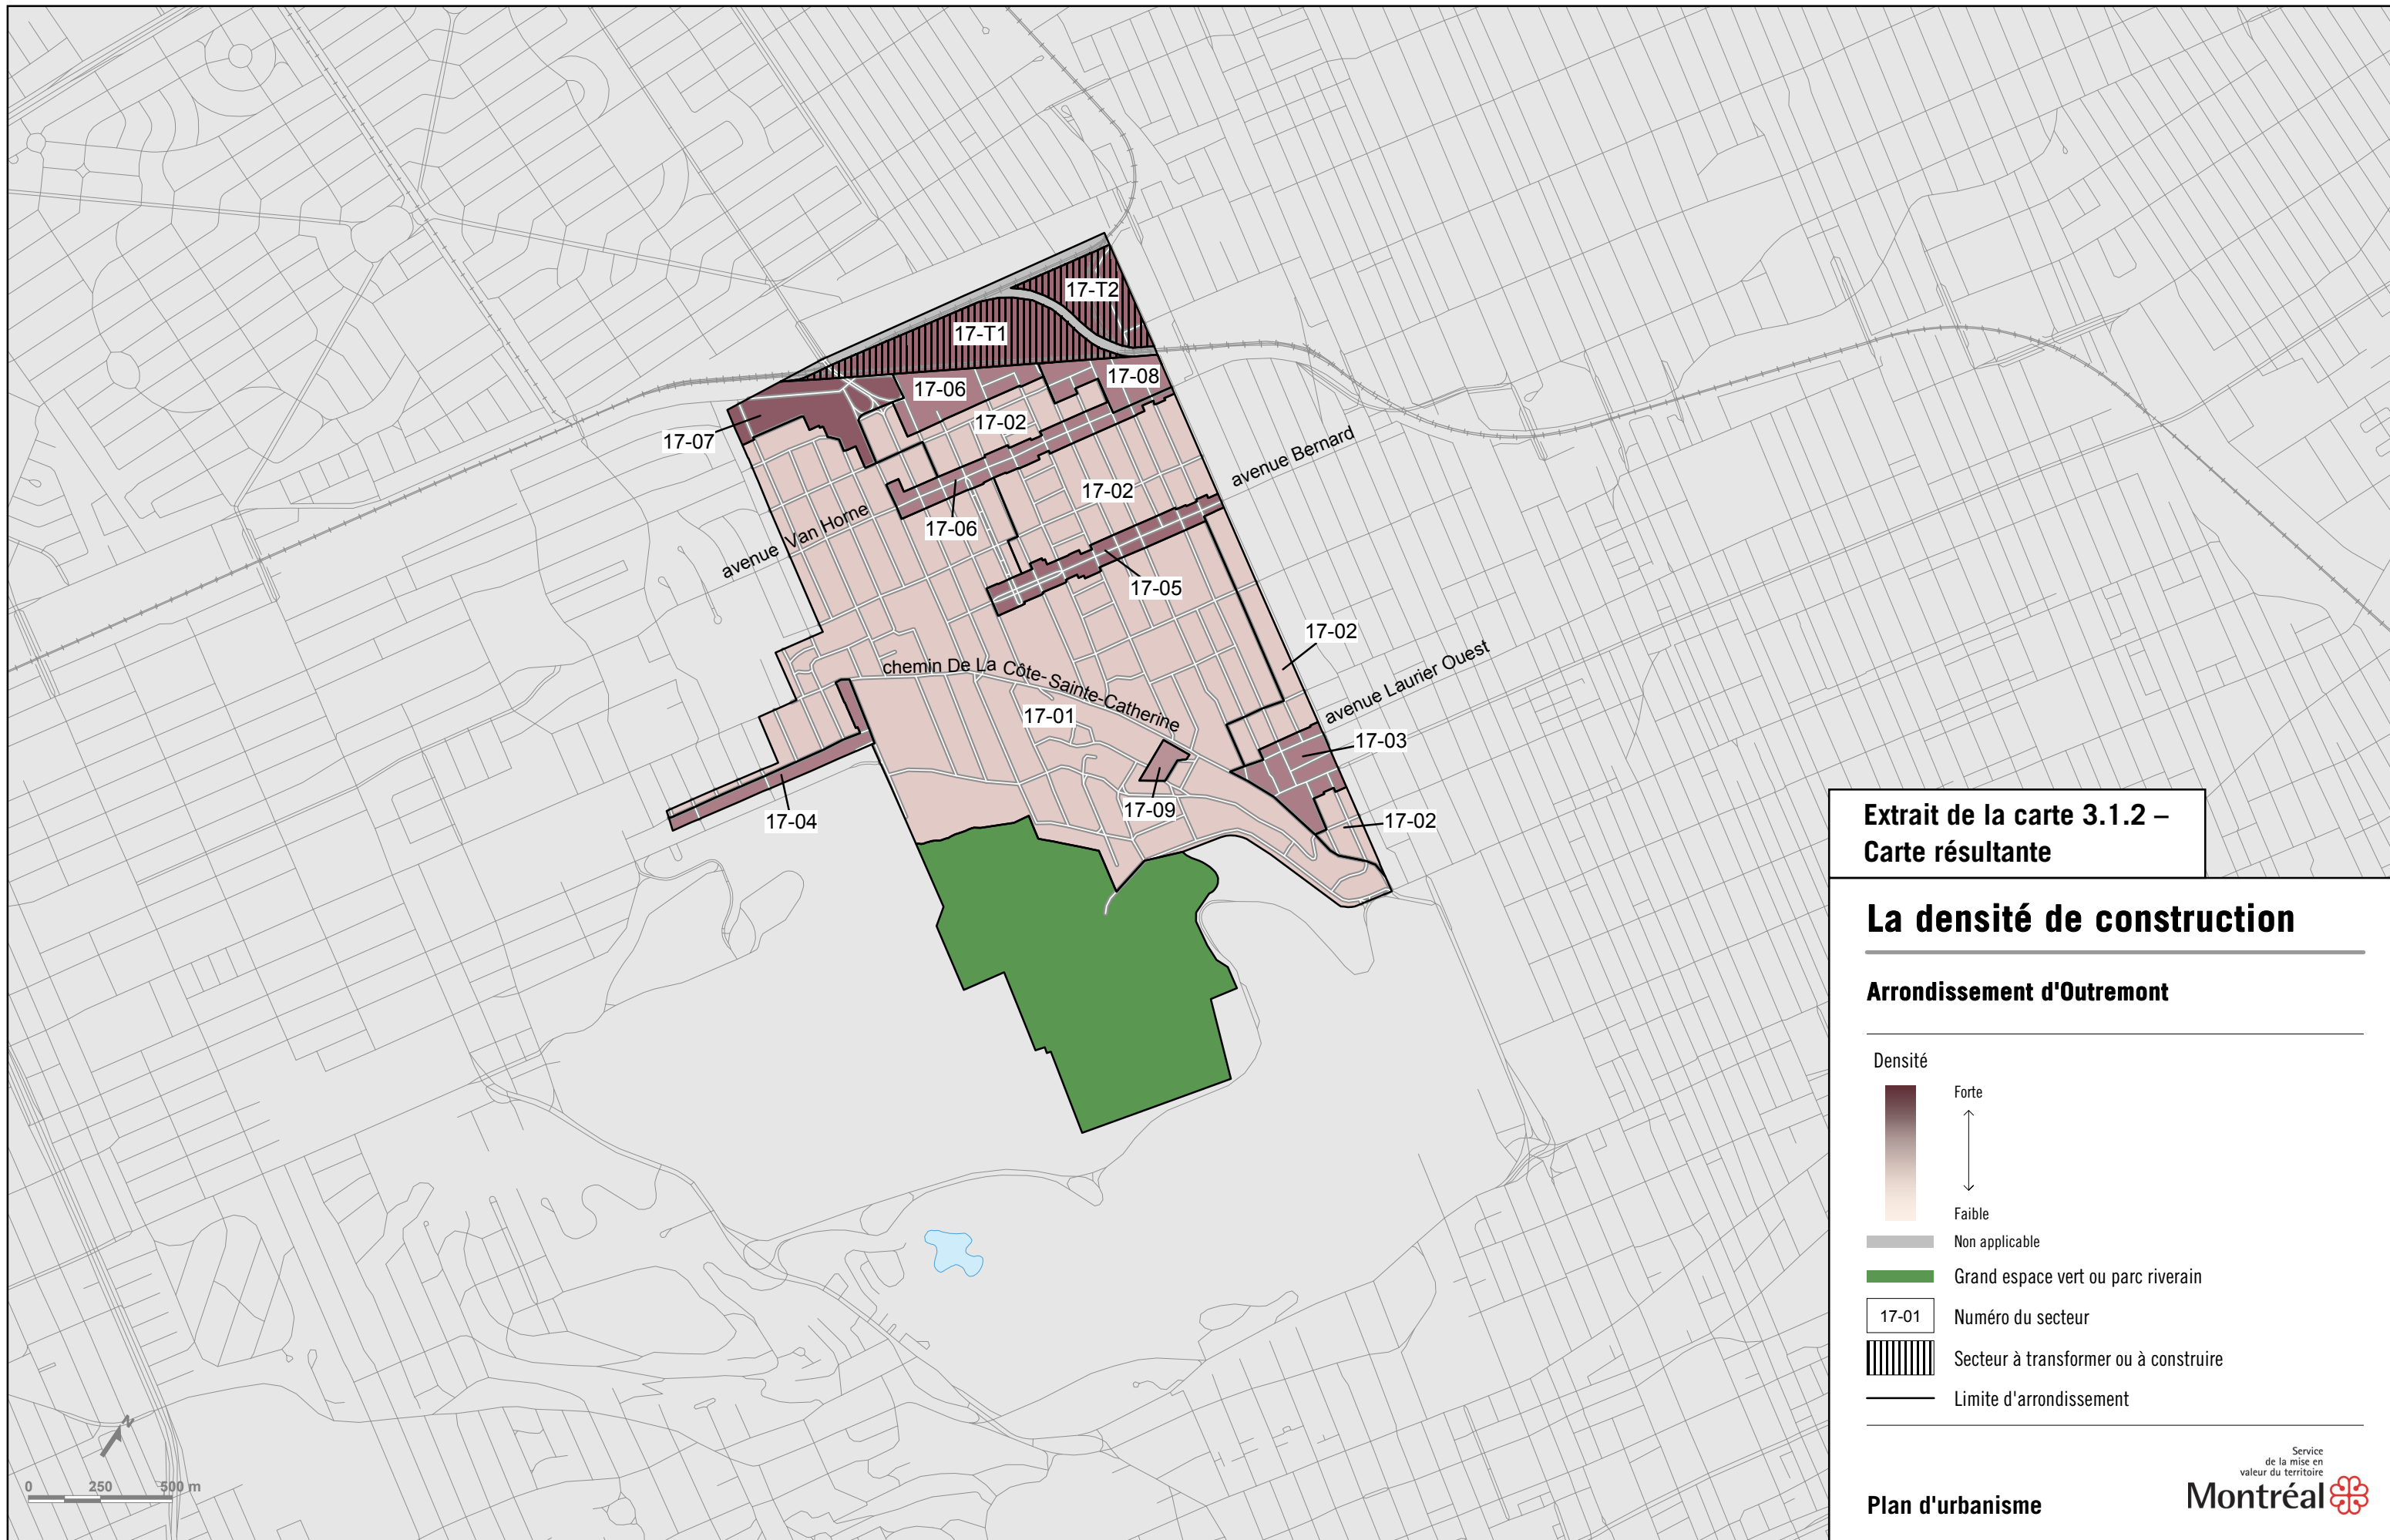 17-T2
17-T1
17-08
17-06
17-02
17-07
avenue Bernard
17-02
avenue Van Horne
17-06
17-05
17-02
avenue Laurier Ouest
chemin De La Côte-Sainte-Catherine
17-01
17-03
17-09
17-04
17-02
N
0 250 500 m
Extrait de la carte 3.1.2 –
Carte résultante
La densité de construction
Arrondissement d'Outremont
Densité
Forte
Faible
Non applicable
Grand espace vert ou parc riverain
17-01 Numéro du secteur
Secteur à transformer ou à construire
Limite d'arrondissement
Plan d'urbanisme
Service
de la mise en
valeur du territoire
Montréal